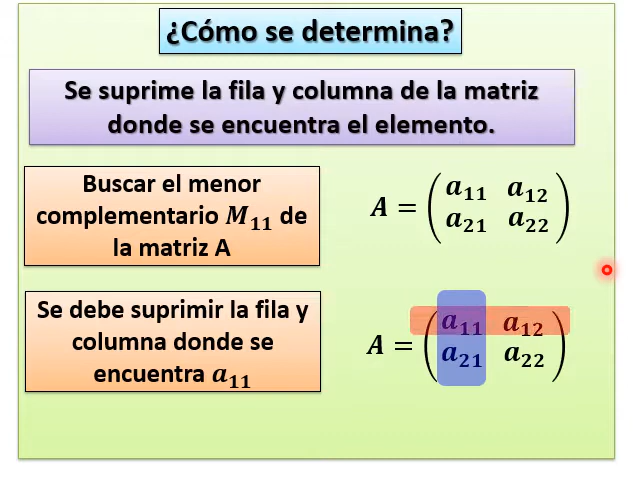 ¿Cómo se determina?
Se suprime la fila y columna de la matriz
donde se encuentra el elemento.
Buscar el menor
complementario M₁₁ de
la matriz A
A = ( a₁₁ a₁₂
a₂₁ a₂₂ )
Se debe suprimir la fila y
columna donde se
encuentra a₁₁
A = ( a₁₁ a₁₂
a₂₁ a₂₂ )